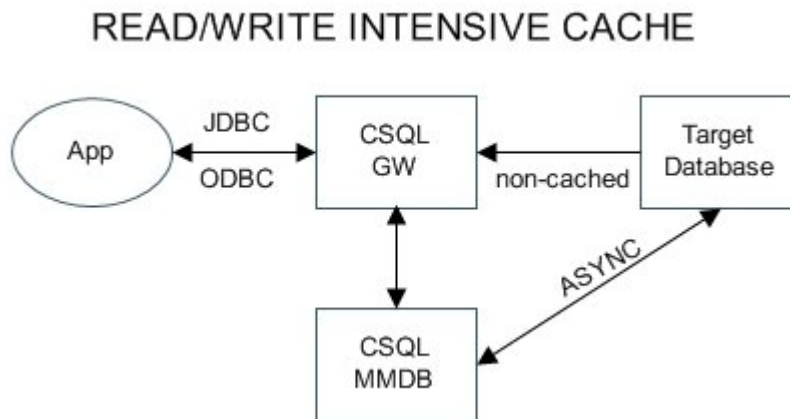 READ/WRITE INTENSIVE CACHE
App
JDBC
ODBC
CSQL
GW
non-cached
Target
Database
ASYNC
CSQL
MMDB